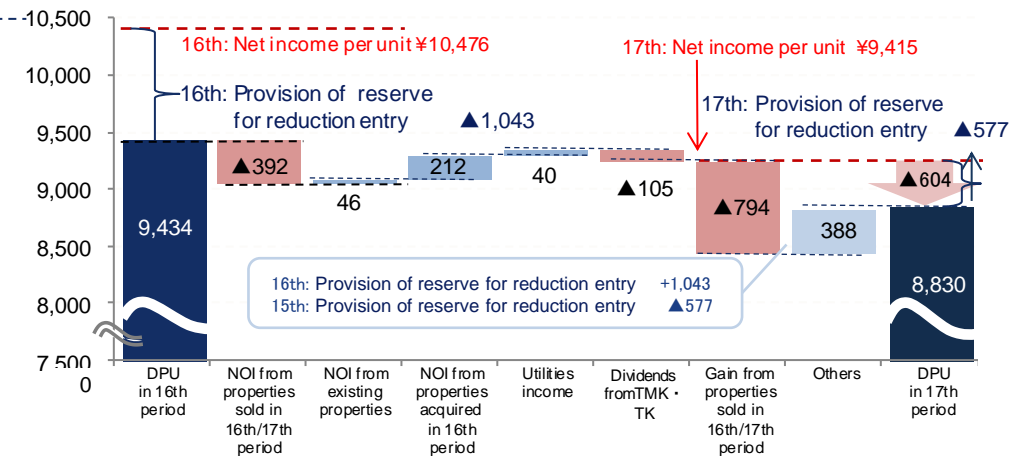 10,500
10,000
9,500
9,000
8,500
8,000
7,500
0
16th: Net income per unit ¥10,476
17th: Net income per unit ¥9,415
16th: Provision of reserve
for reduction entry
▲1,043
17th: Provision of reserve
for reduction entry
▲577
9,434
▲392
46
212
40
▲105
▲794
388
▲604
8,830
16th: Provision of reserve for reduction entry +1,043
15th: Provision of reserve for reduction entry ▲577
DPU
in 16th
period
NOI from
properties
sold in
16th/17th
period
NOI from
existing
properties
NOI from
properties
acquired
in 16th
period
Utilities
income
Dividends
fromTMK・
TK
Gain from
properties
sold in
16th/17th
period
Others
DPU
in 17th
period